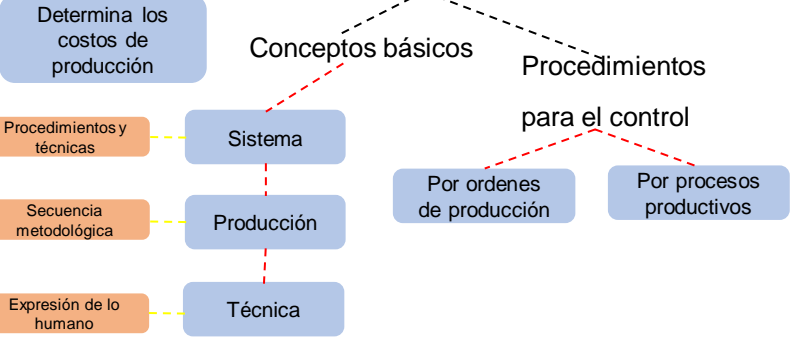 Determina los
costos de
producción
Conceptos básicos
Procedimientos
para el control
Procedimientos y
técnicas
Sistema
Por ordenes
de producción
Por procesos
productivos
Secuencia
metodológica
Producción
Expresión de lo
humano
Técnica